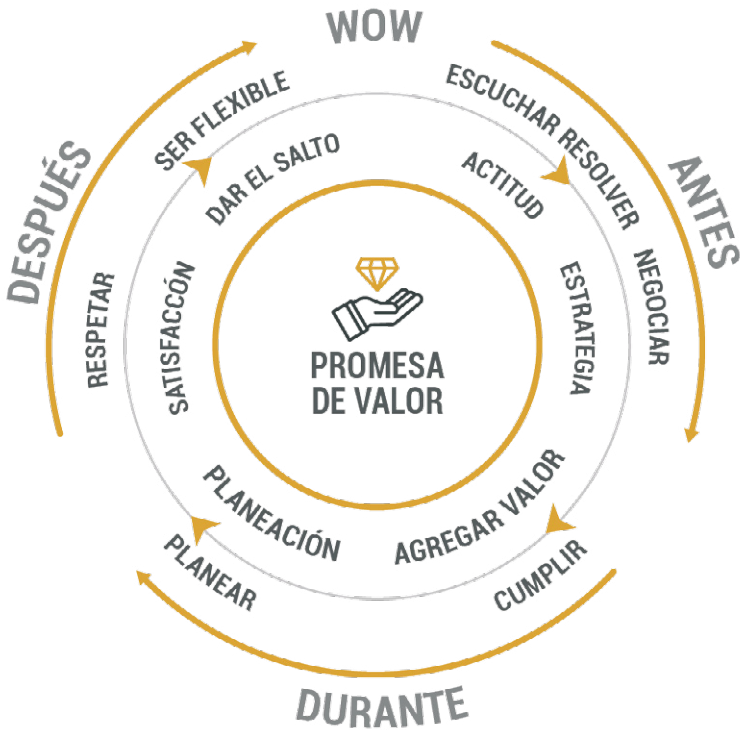 WOW
ANTES
DURANTE
DESPUÉS
ESCUCHAR RESOLVER
NEGOCIAR
CUMPLIR
PLANEAR
RESPETAR
SER FLEXIBLE
ACTITUD
ESTRATEGIA
AGREGAR VALOR
PLANEACIÓN
SATISFACCÓN
DAR EL SALTO
PROMESA
DE VALOR